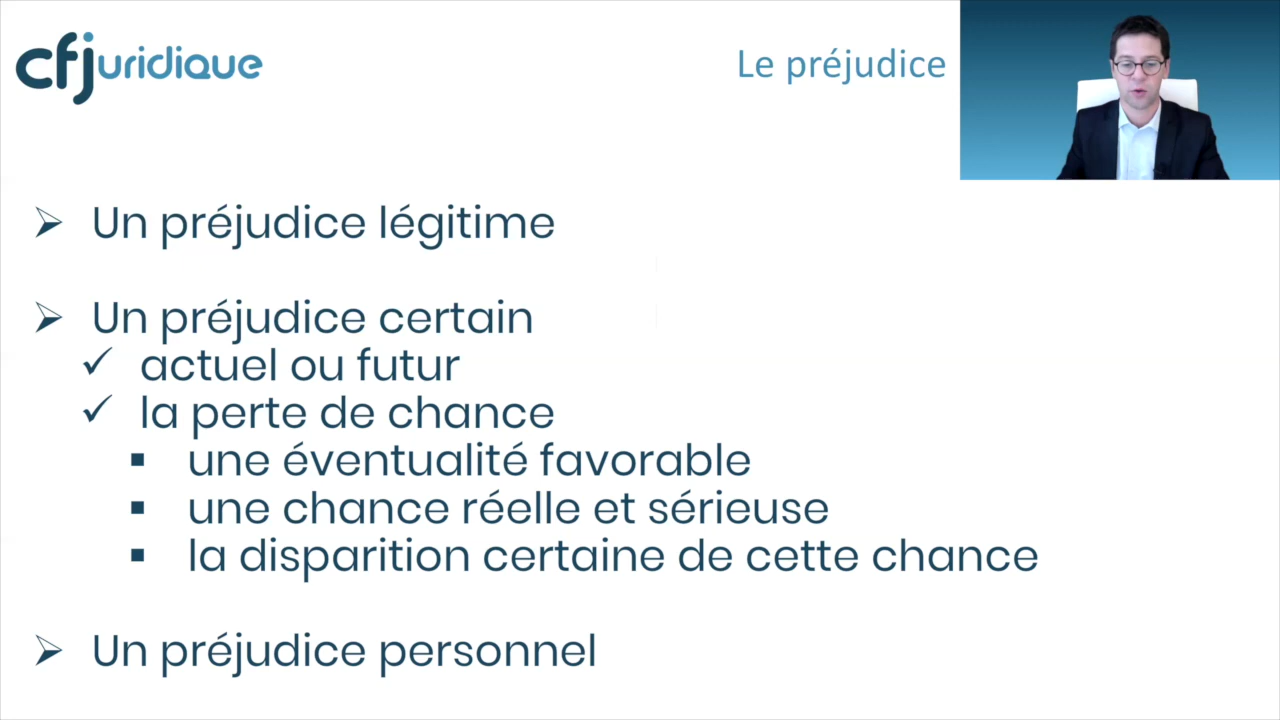 cfjuridique
Le préjudice
Un préjudice légitime
Un préjudice certain
actuel ou futur
la perte de chance
une éventualité favorable
une chance réelle et sérieuse
la disparition certaine de cette chance
Un préjudice personnel